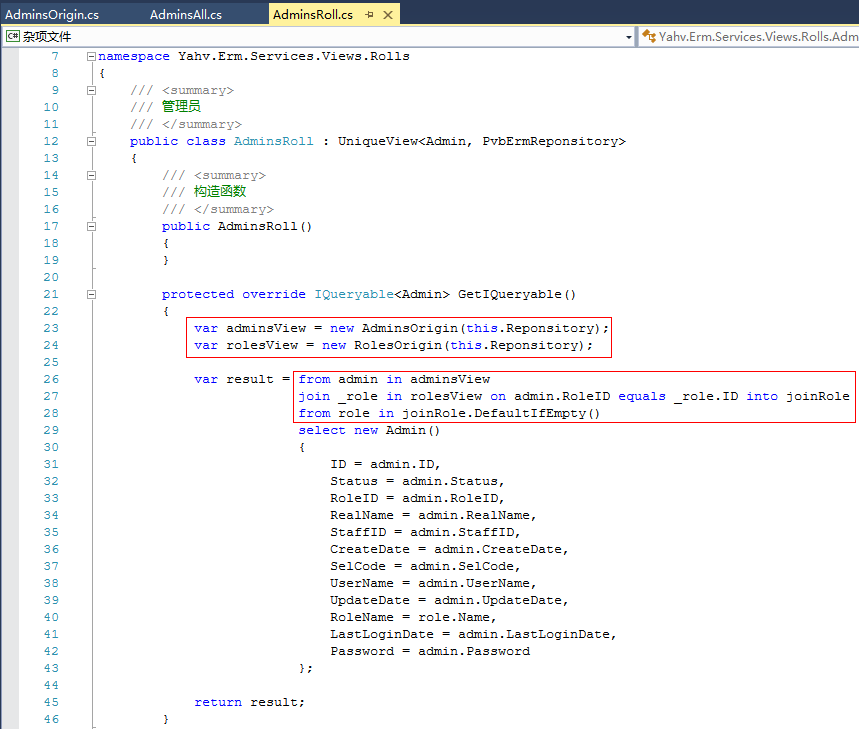 AdminsOrigin.cs AdminsAll.cs AdminsRoll.cs
C# 杂项文件 Yahv.Erm.Services.Views.Rolls.Adm
7 namespace Yahv.Erm.Services.Views.Rolls
8 {
9 /// <summary>
10 /// 管理员
11 /// </summary>
12 public class AdminsRoll : UniqueView<Admin, PvbErmReponsitory>
13 {
14 /// <summary>
15 /// 构造函数
16 /// </summary>
17 public AdminsRoll()
18 {
19 }
20
21 protected override IQueryable<Admin> GetIQueryable()
22 {
23 var adminsView = new AdminsOrigin(this.Reponsitory);
24 var rolesView = new RolesOrigin(this.Reponsitory);
25
26 var result = from admin in adminsView
27 join _role in rolesView on admin.RoleID equals _role.ID into joinRole
28 from role in joinRole.DefaultIfEmpty()
29 select new Admin()
30 {
31 ID = admin.ID,
32 Status = admin.Status,
33 RoleID = admin.RoleID,
34 RealName = admin.RealName,
35 StaffID = admin.StaffID,
36 CreateDate = admin.CreateDate,
37 SelCode = admin.SelCode,
38 UserName = admin.UserName,
39 UpdateDate = admin.UpdateDate,
40 RoleName = role.Name,
41 LastLoginDate = admin.LastLoginDate,
42 Password = admin.Password
43 };
44
45 return result;
46 }